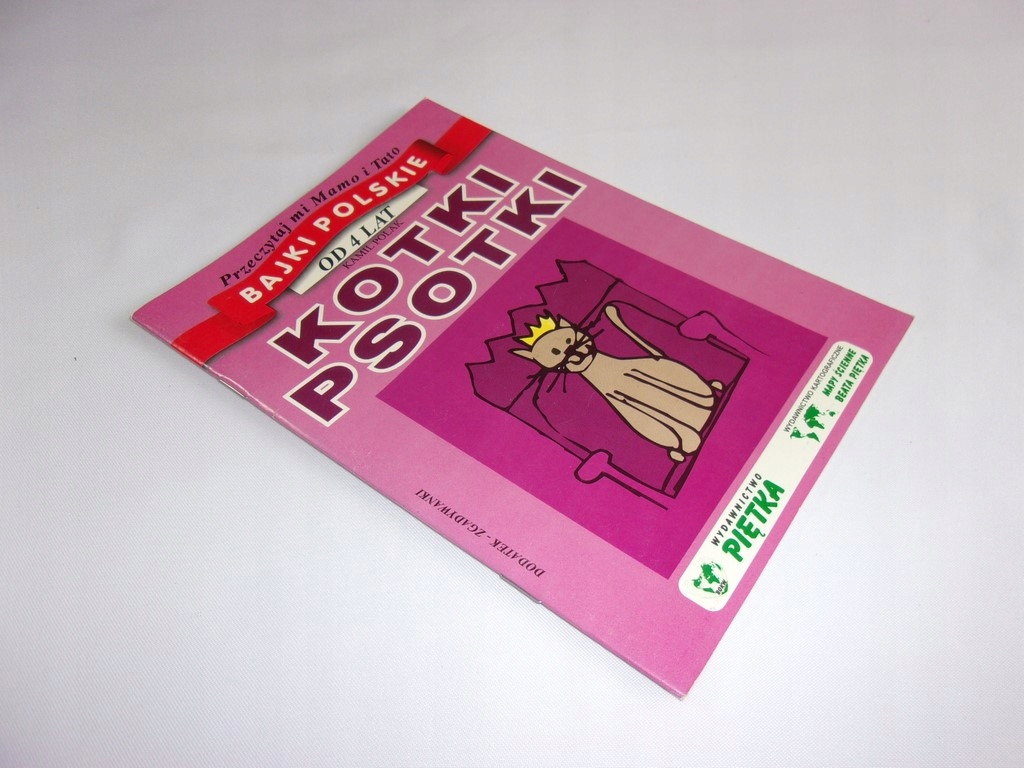 Przeczytaj mi Mamo i Tato
BAJKI POLSKIE
OD 4 LAT
KAMIL POLAK
KOTKI
PSOTKI
DODATEK - ZGADYWANKI
WYDAWNICTWO
PIĘTKA
WYDAWNICTWO KARTOGRAFICZNE
MAPY ŚCIENNE
BEATA PIĘTKA